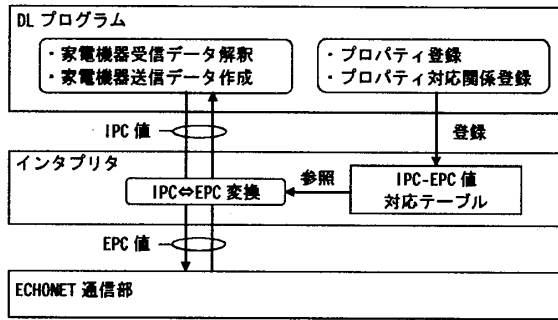 DL プログラム
・家電機器受信データ解釈
・家電機器送信データ作成
・プロパティ登録
・プロパティ対応関係登録
IPC 値
登録
インタプリタ
IPC⇔EPC 変換
参照
IPC-EPC 値
対応テーブル
EPC 値
ECHONET 通信部